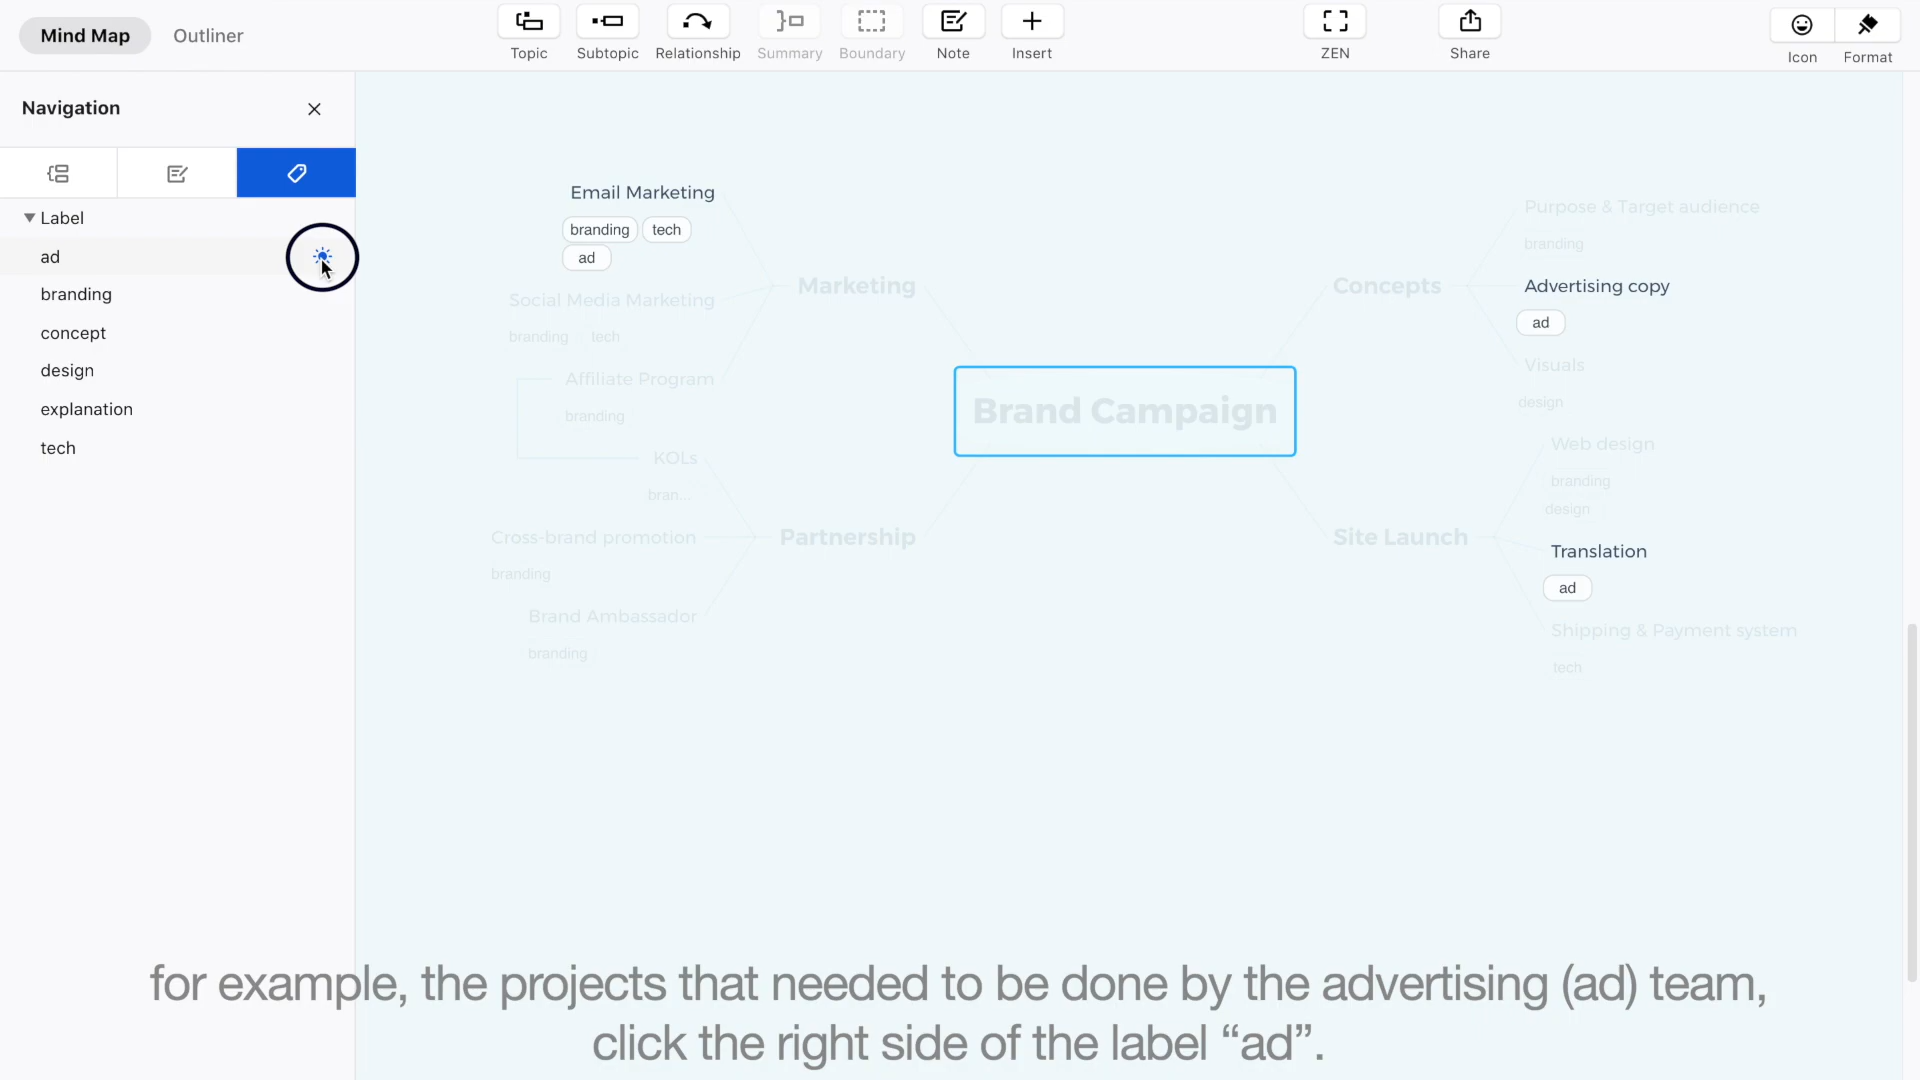 Mind Map
Outliner
Topic
Subtopic
Relationship
Summary
Boundary
Note
Insert
ZEN
Share
Icon
Format
Navigation
Label
ad
branding
concept
design
explanation
tech
Email Marketing
branding tech
ad
Social Media Marketing
branding tech
Affiliate Program
branding
KOLs
bran...
Cross-brand promotion
branding
Brand Ambassador
branding
Marketing
Partnership
Brand Campaign
Concepts
Purpose & Target audience
branding
Advertising copy
ad
Visuals
design
Site Launch
Web design
branding
design
Translation
ad
Shipping & Payment system
tech
for example, the projects that needed to be done by the advertising (ad) team,
click the right side of the label “ad”.